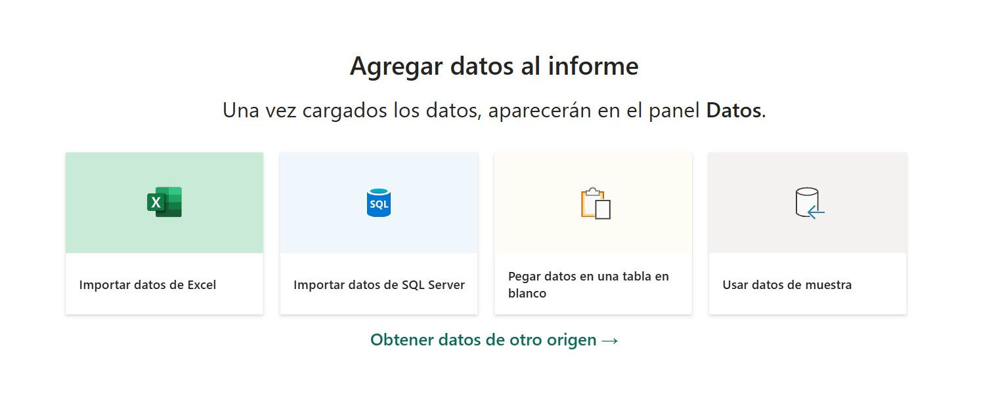 Agregar datos al informe
Una vez cargados los datos, aparecerán en el panel Datos.
X
SQL
Importar datos de Excel
Importar datos de SQL Server
Pegar datos en una tabla en
blanco
Usar datos de muestra
Obtener datos de otro origen →